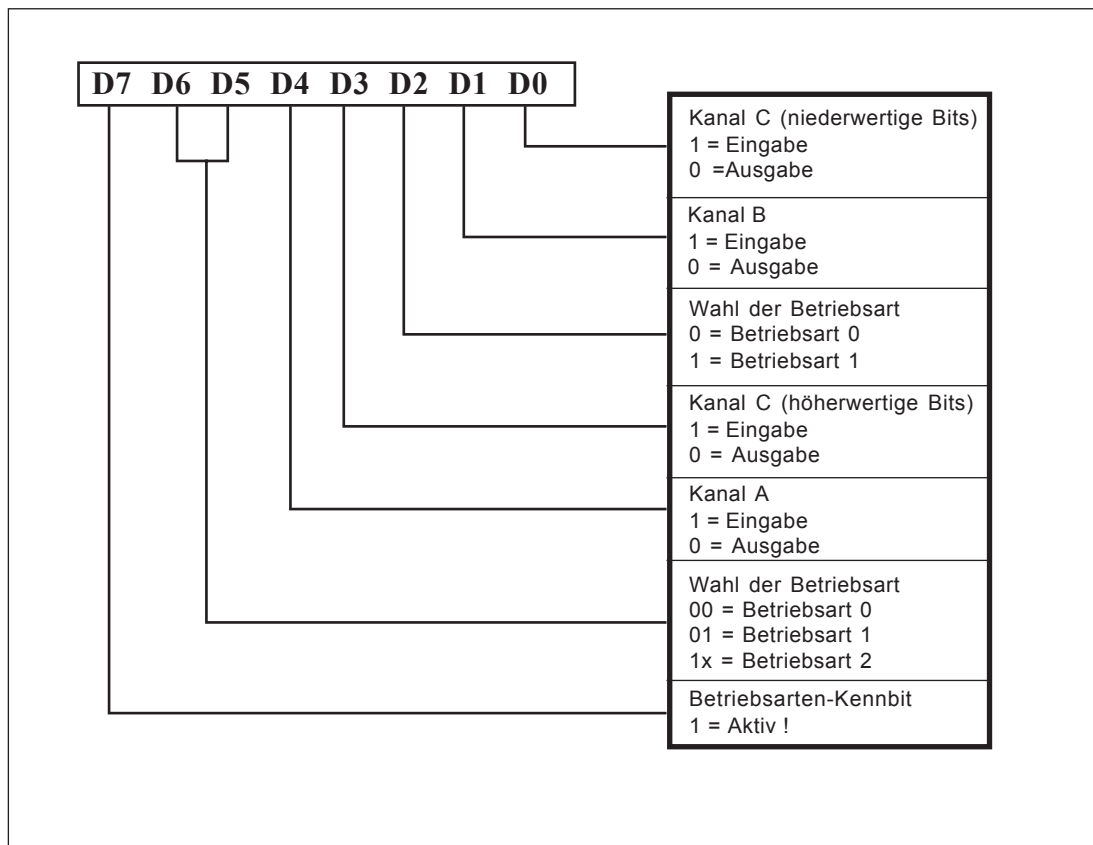 D7 D6 D5 D4 D3 D2 D1 D0
Kanal C (niederwertige Bits)
1 = Eingabe
0 =Ausgabe
Kanal B
1 = Eingabe
0 = Ausgabe
Wahl der Betriebsart
0 = Betriebsart 0
1 = Betriebsart 1
Kanal C (höherwertige Bits)
1 = Eingabe
0 = Ausgabe
Kanal A
1 = Eingabe
0 = Ausgabe
Wahl der Betriebsart
00 = Betriebsart 0
01 = Betriebsart 1
1x = Betriebsart 2
Betriebsarten-Kennbit
1 = Aktiv !